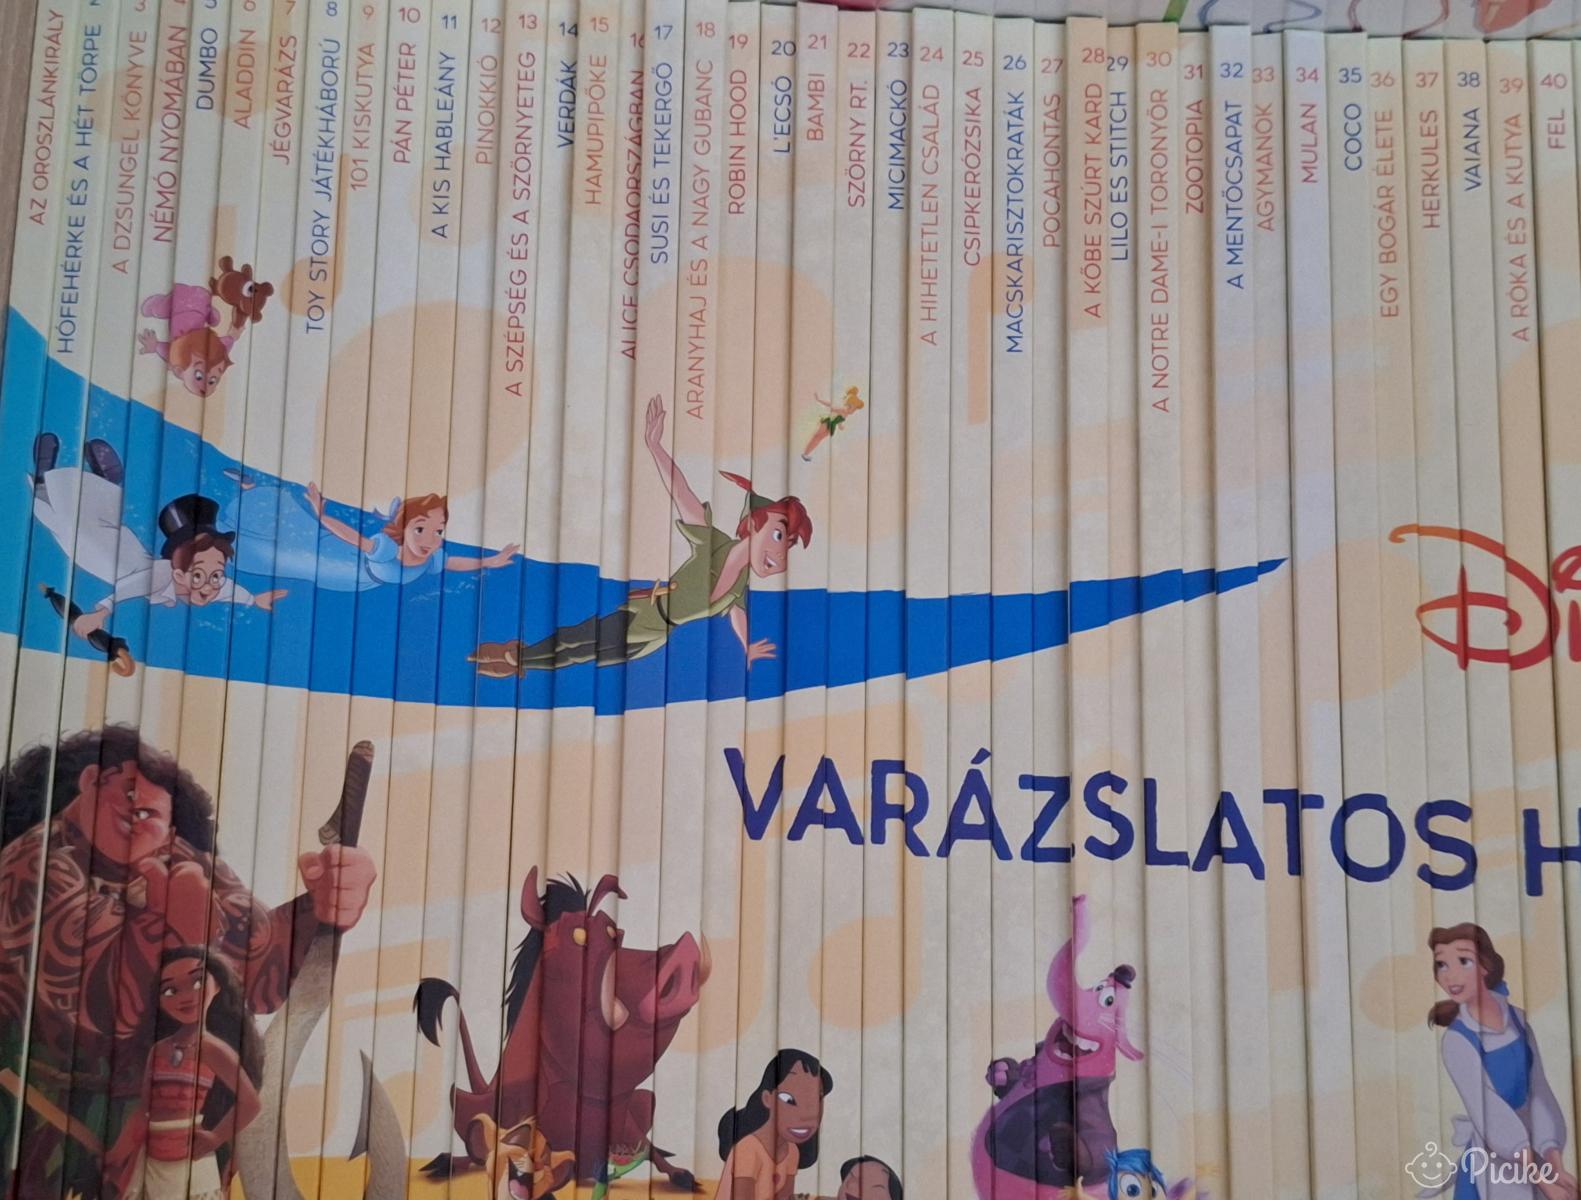 AZ OROSZLÁNKIRÁLY
HÓFEHÉRKE ÉS A HÉT TÖRPE
3 A DZSUNGEL KÖNYVE
NÉMÓ NYOMÁBAN
DUMBO
6 ALADDIN
7 JÉGVARÁZS
8 TOY STORY JÁTÉKHÁBORÚ
9 101 KISKUTYA
10 PÁN PÉTER
11 A KIS HABLEÁNY
12 PINOKKIÓ
13 A SZÉPSÉG ÉS A SZÖRNYETEG
14 VERDÁK
15 HAMUPIPŐKE
16 ALICE CSODAORSZÁGBAN
17 SUSI ÉS TEKERGŐ
18 ARANYHAJ ÉS A NAGY GUBANC
19 ROBIN HOOD
20 L'ECSÓ
21 BAMBI
22 SZÖRNY RT.
23 MICIMACKÓ
24 A HIHETETLEN CSALÁD
25 CSIPKERÓZSIKA
26 MACSKARISZTOKRATÁK
27 POCAHONTAS
28 A KŐBE SZÚRT KARD
29 LILO ÉS STITCH
30 A NOTRE DAME-I TORONYŐR
31 ZOOTOPIA
32 A MENTŐCSAPAT
33 AGYMANÓK
34 MULAN
35 COCO
36 EGY BOGÁR ÉLETE
37 HERKULES
38 VAIANA
39 A RÓKA ÉS A KUTYA
40 FEL
VARÁZSLATOS H
Picike